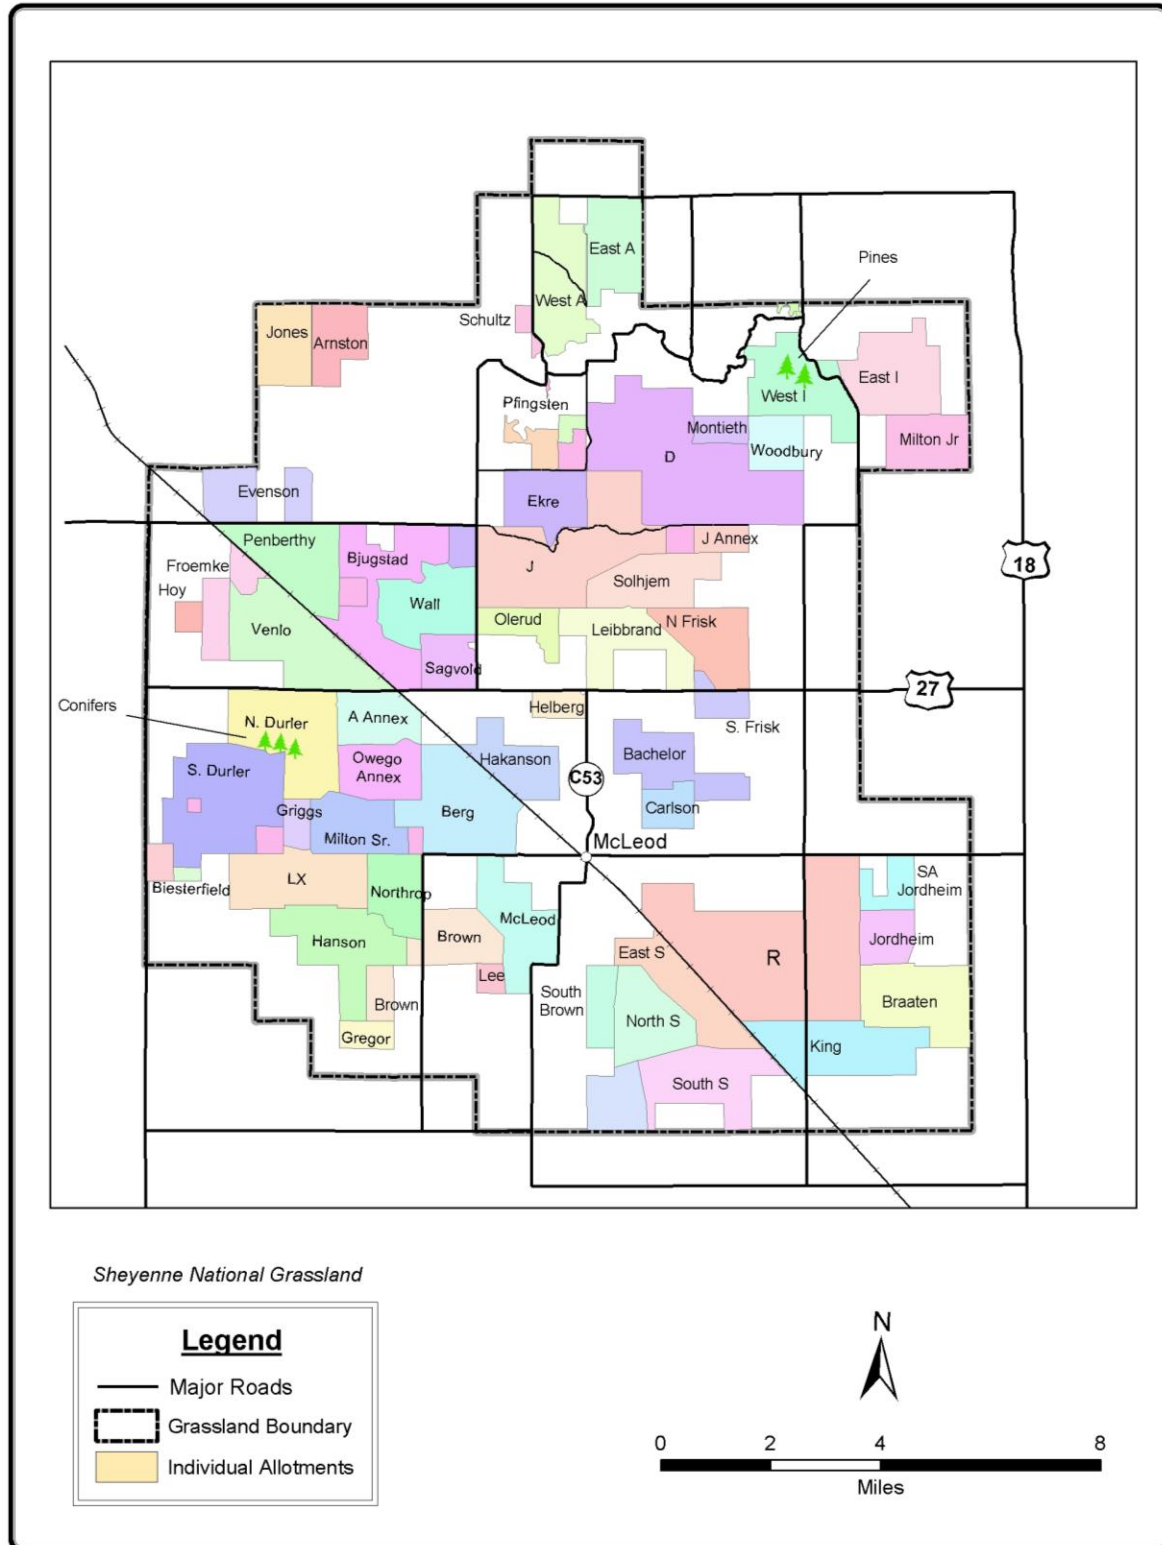 East A
Pines
West A
Schultz
Jones
Arnston
East I
West I
Pfingsten
Montieth
Milton Jr
Woodbury
D
Evenson
Ekre
Penberthy
J Annex
Bjugstad
Froemke
J
18
Solhjem
Hoy
Wall
Olerud
N Frisk
Venlo
Leibbrand
Sagvold
27
Conifers
Helberg
A Annex
N. Durler
S. Frisk
Bachelor
Owego
Annex
Hakanson
S. Durler
C53
Griggs
Berg
Carlson
Milton Sr.
McLeod
SA
Jordheim
LX
Biesterfield
Northrop
McLeod
Brown
Jordheim
Hanson
East S
R
Lee
South
Brown
Braaten
Brown
North S
Gregor
King
South S
Sheyenne National Grassland
Legend
Major Roads
Grassland Boundary
Individual Allotments
N
0 2 4 8
Miles